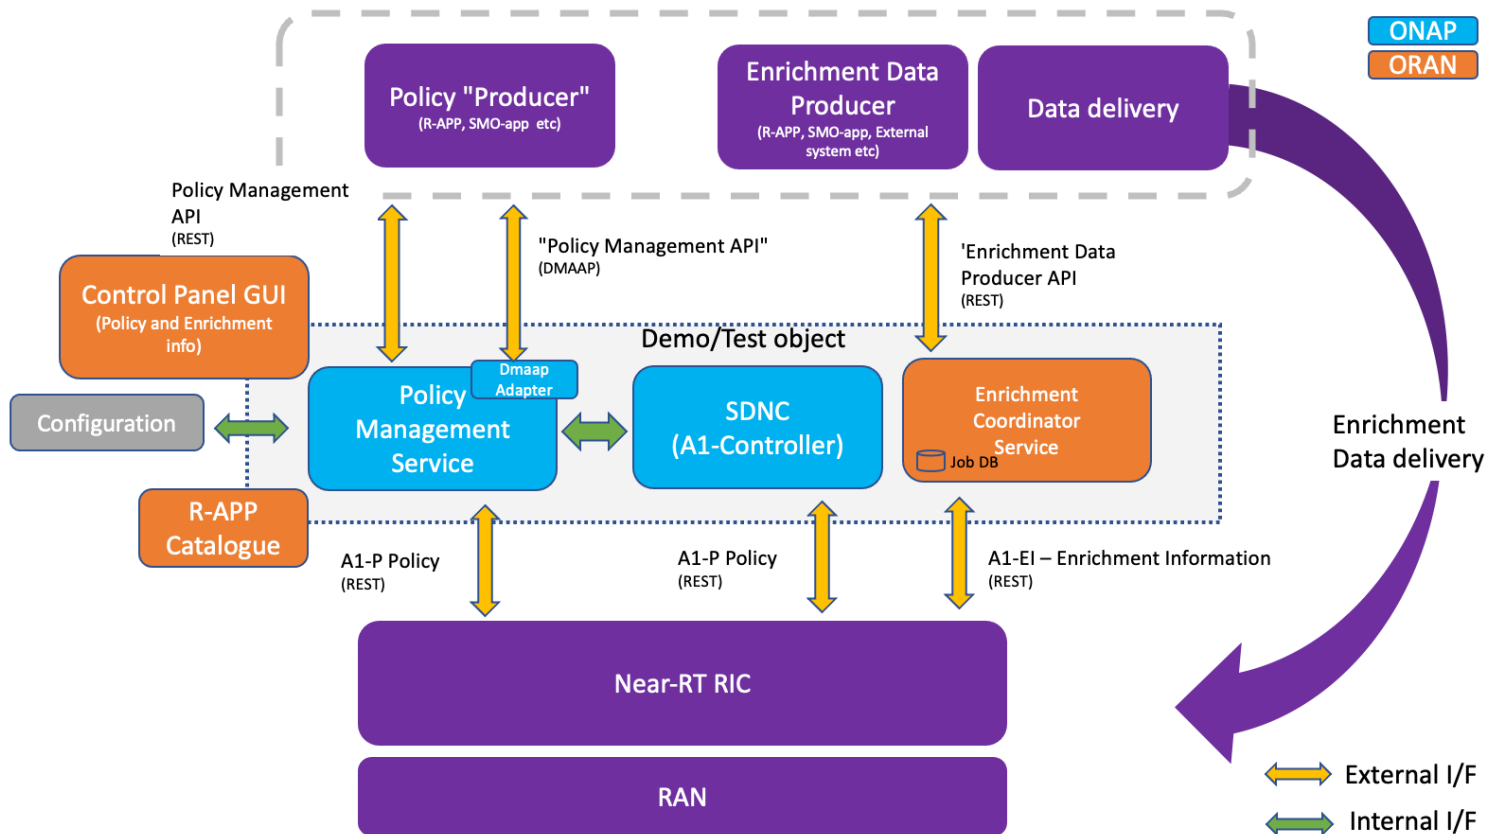 ONAP
ORAN
Policy "Producer"
(R-APP, SMO-app etc)
Enrichment Data
Producer
(R-APP, SMO-app, External
system etc)
Data delivery
Policy Management
API
(REST)
"Policy Management API"
(DMAAP)
'Enrichment Data
Producer API
(REST)
Control Panel GUI
(Policy and Enrichment
info)
Demo/Test object
Dmaap
Adapter
Policy
Management
Service
SDNC
(A1-Controller)
Enrichment
Coordinator
Service
Job DB
Configuration
Enrichment
Data delivery
R-APP
Catalogue
A1-P Policy
(REST)
A1-P Policy
(REST)
A1-EI – Enrichment Information
(REST)
Near-RT RIC
RAN
External I/F
Internal I/F